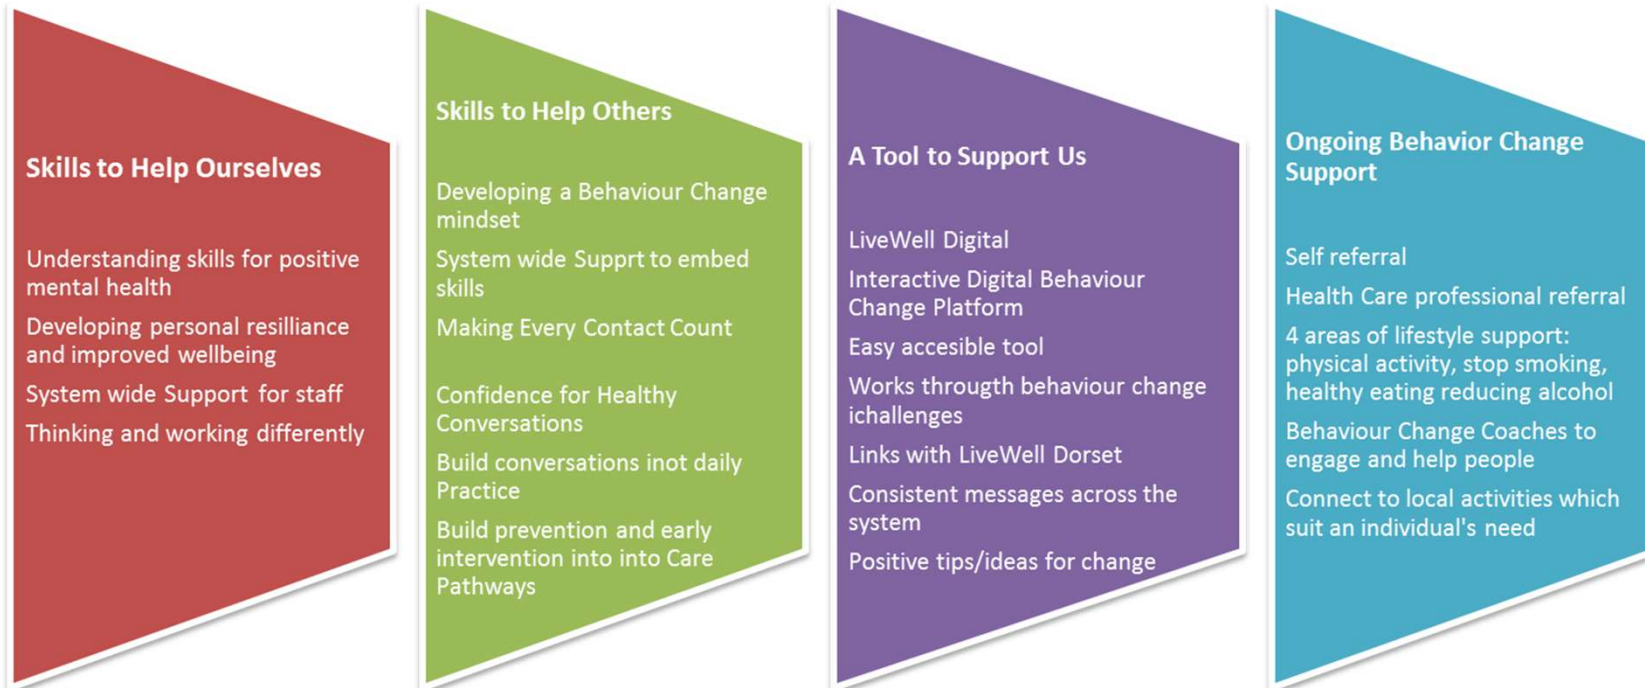 Skills to Help Ourselves
Understanding skills for positive
mental health
Developing personal resilliance
and improved wellbeing
System wide Support for staff
Thinking and working differently
Skills to Help Others
Developing a Behaviour Change
mindset
System wide Supprt to embed
skills
Making Every Contact Count
Confidence for Healthy
Conversations
Build conversations inot daily
Practice
Build prevention and early
intervention into into Care
Pathways
A Tool to Support Us
LiveWell Digital
Interactive Digital Behaviour
Change Platform
Easy accesible tool
Works througth behaviour change
ichallenges
Links with LiveWell Dorset
Consistent messages across the
system
Positive tips/ideas for change
Ongoing Behavior Change
Support
Self referral
Health Care professional referral
4 areas of lifestyle support:
physical activity, stop smoking,
healthy eating reducing alcohol
Behaviour Change Coaches to
engage and help people
Connect to local activities which
suit an individual's need